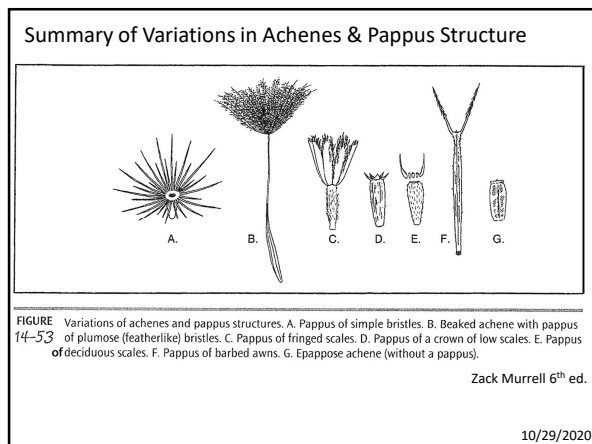 Summary of Variations in Achenes & Pappus Structure
A.
B.
C.
D.
E.
F.
G.
FIGURE Variations of achenes and pappus structures. A. Pappus of simple bristles. B. Beaked achene with pappus
14-53 of plumose (featherlike) bristles. C. Pappus of fringed scales. D. Pappus of a crown of low scales. E. Pappus
of deciduous scales. F. Pappus of barbed awns. G. Epappose achene (without a pappus).
Zack Murrell 6th ed.
10/29/2020